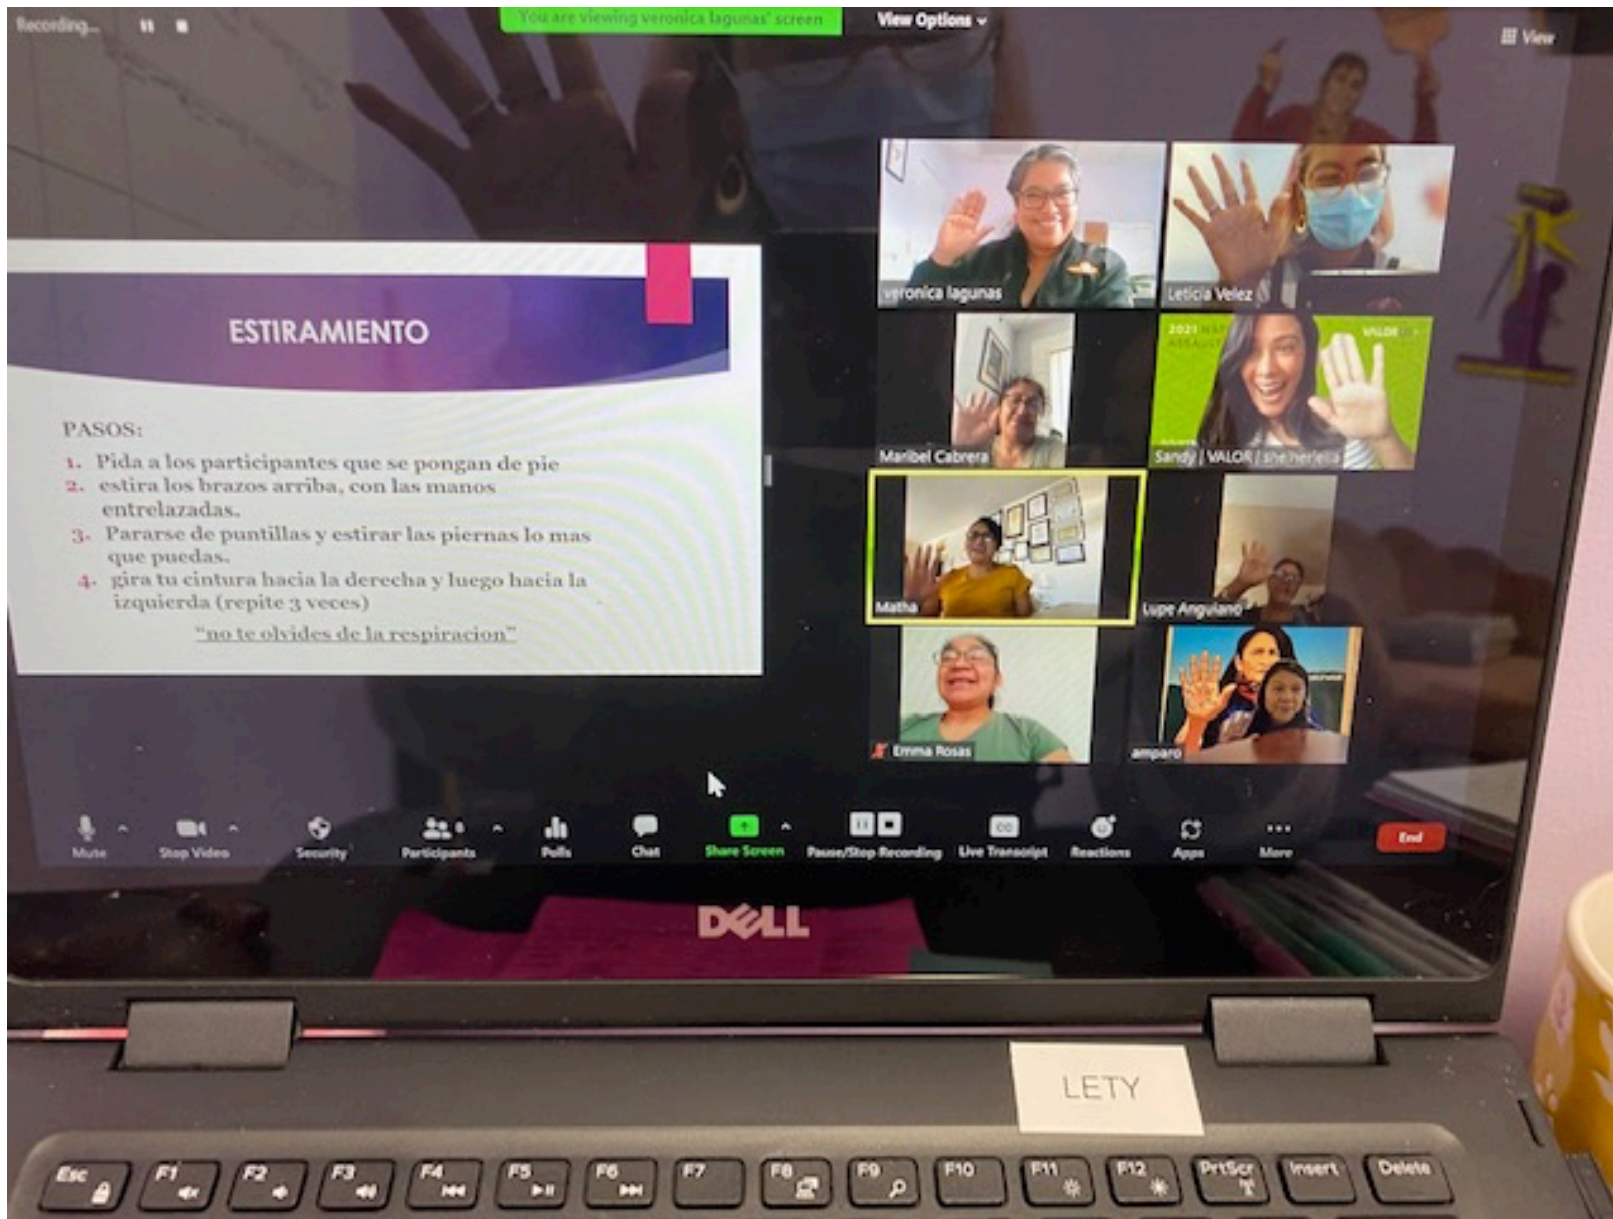 Recording...
You are viewing veronica lagunas' screen
View Options
View
ESTIRAMIENTO
PASOS:
1. Pida a los participantes que se pongan de pie
2. estira los brazos arriba, con las manos
entrelazadas.
3. Pararse de puntillas y estirar las piernas lo mas
que puedas.
4. gira tu cintura hacia la derecha y luego hacia la
izquierda (repite 3 veces)
"no te olvides de la respiracion"
veronica lagunas
Leticia Velez
Maribel Cabrera
2021
VALOR
Sandy | VALOR | she/her/ella
Matha
Lupe Anguiano
Emma Rosas
amparo
Mute
Stop Video
Security
Participants 8
Polls
Chat
Share Screen
Pause/Stop Recording
CC
Live Transcript
Reactions
Apps
More
End
DELL
LETY
Esc
F1
F2
F3
F4
F5
F6
F7
F8
F9
F10
F11
F12
PrtScr
Insert
Delete